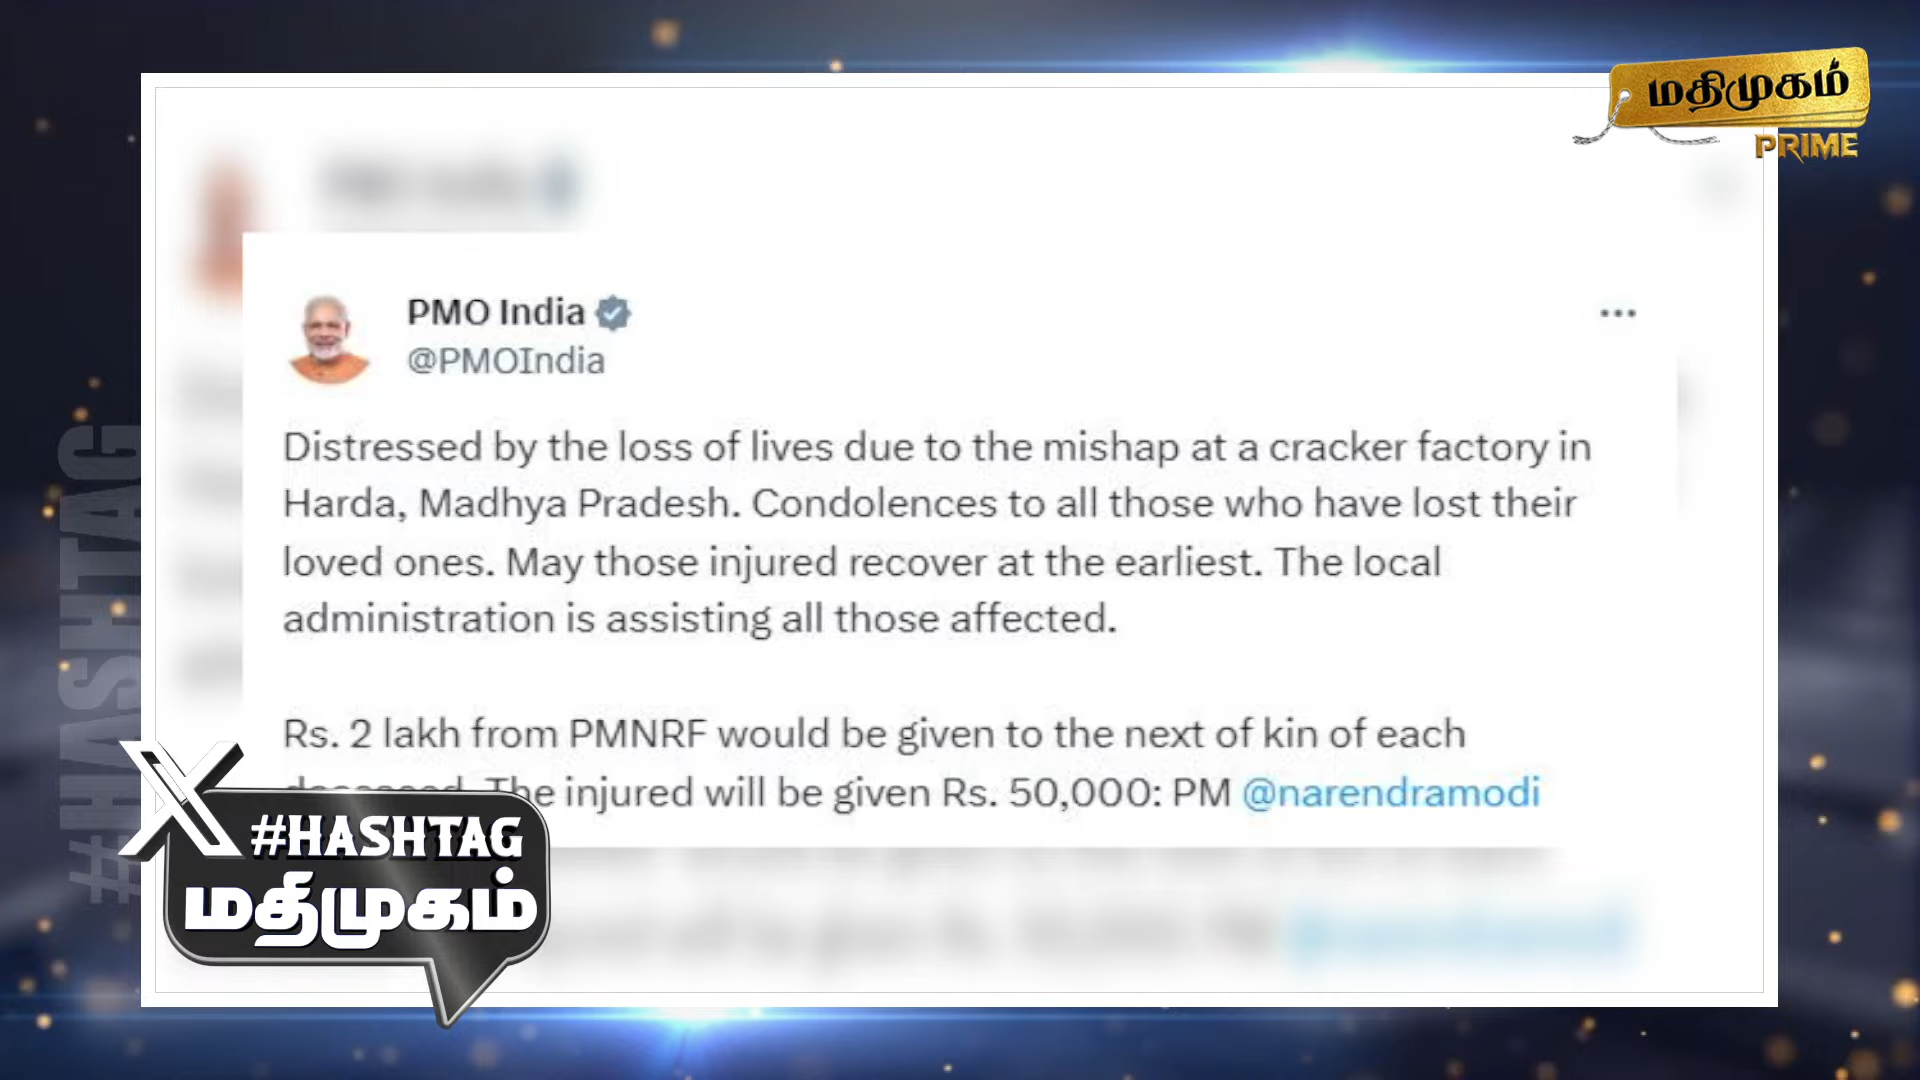 மதிமுகம்
PRIME
PMO India
@PMOIndia
Distressed by the loss of lives due to the mishap at a cracker factory in
Harda, Madhya Pradesh. Condolences to all those who have lost their
loved ones. May those injured recover at the earliest. The local
administration is assisting all those affected.
Rs. 2 lakh from PMNRF would be given to the next of kin of each
deceased. The injured will be given Rs. 50,000: PM @narendramodi
#HASHTAG
X #HASHTAG
மதிமுகம்